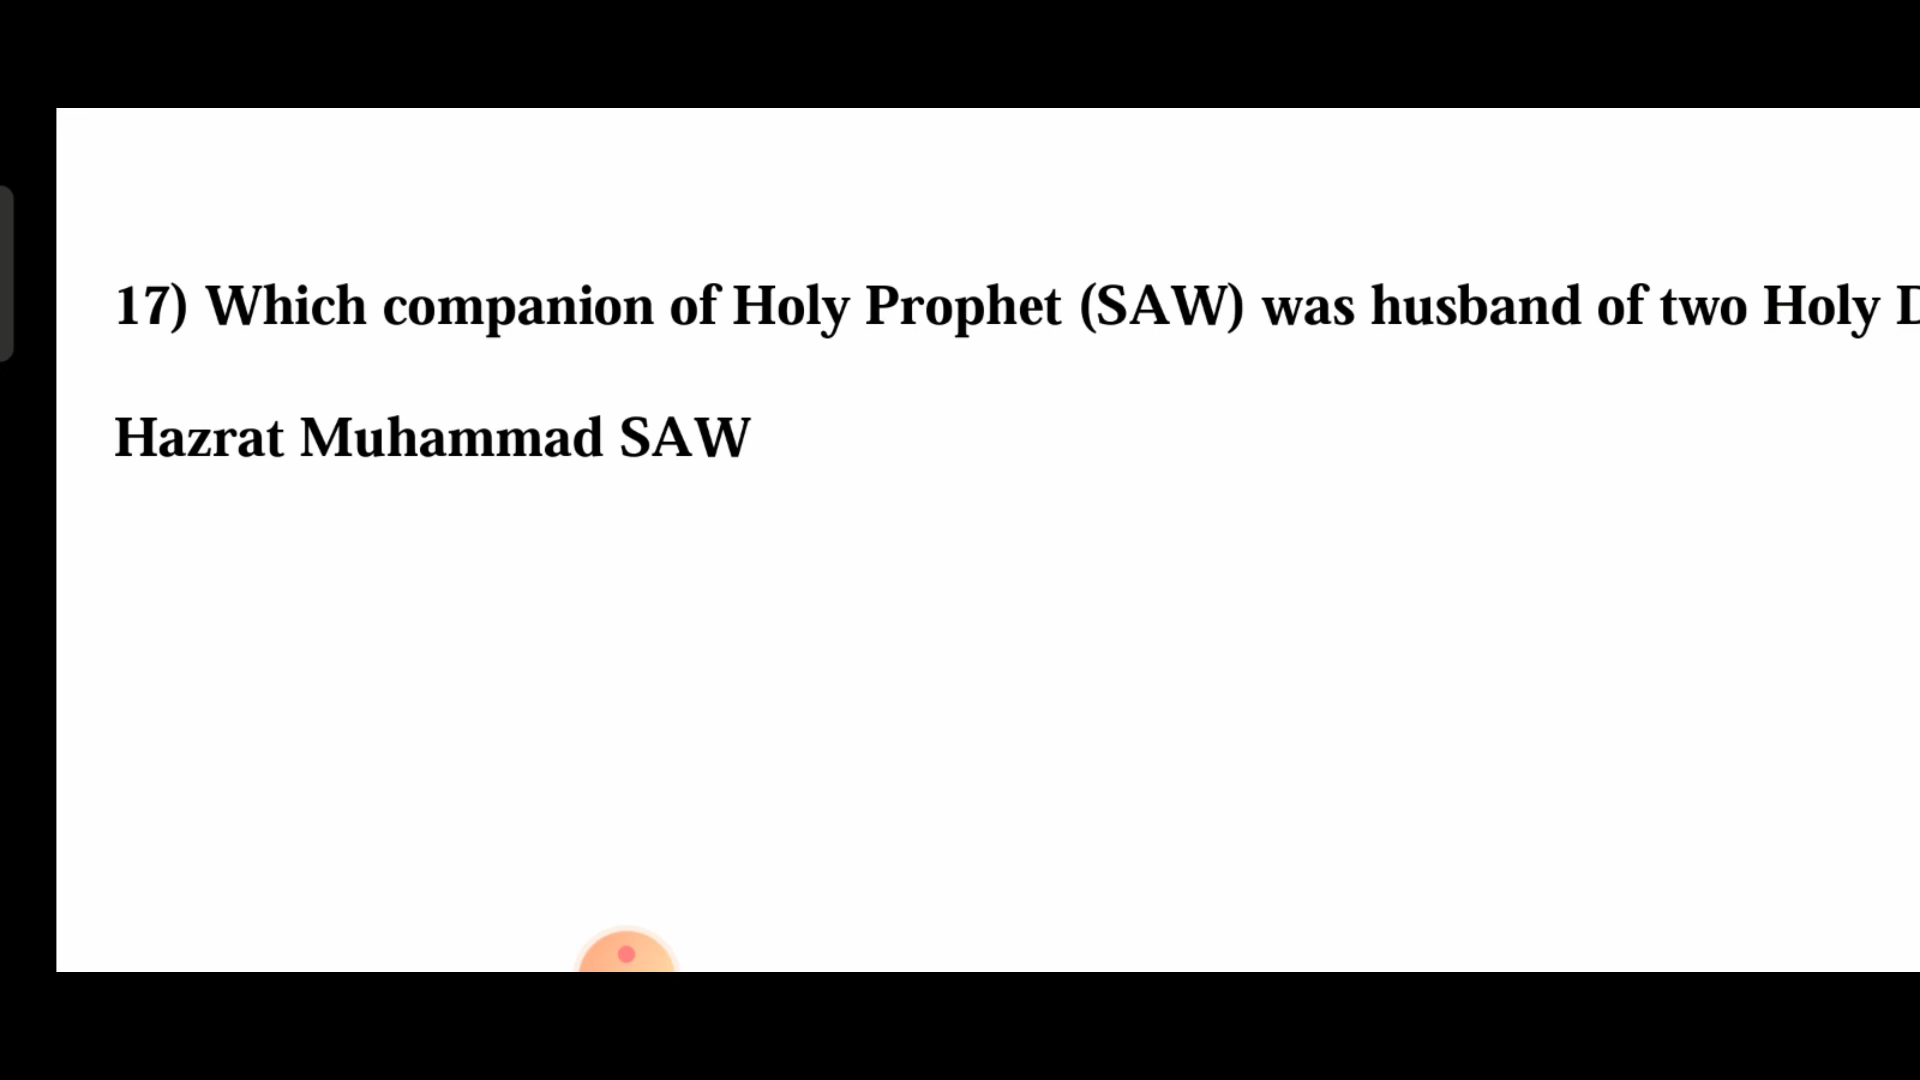 17) Which companion of Holy Prophet (SAW) was husband of two Holy D
Hazrat Muhammad SAW